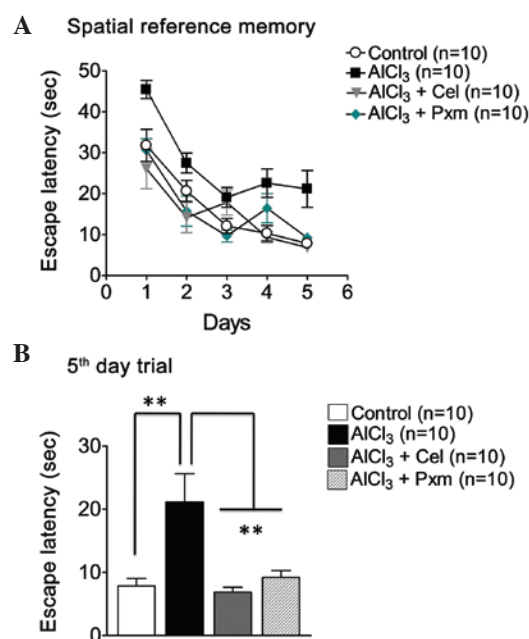 A Spatial reference memory
Control (n=10)
AlCl₃ (n=10)
AlCl₃ + Cel (n=10)
AlCl₃ + Pxm (n=10)
Escape latency (sec)
50
40
30
20
10
0
0 1 2 3 4 5 6
Days
B 5th day trial
Control (n=10)
AlCl₃ (n=10)
AlCl₃ + Cel (n=10)
AlCl₃ + Pxm (n=10)
Escape latency (sec)
30
20
10
0
**
**